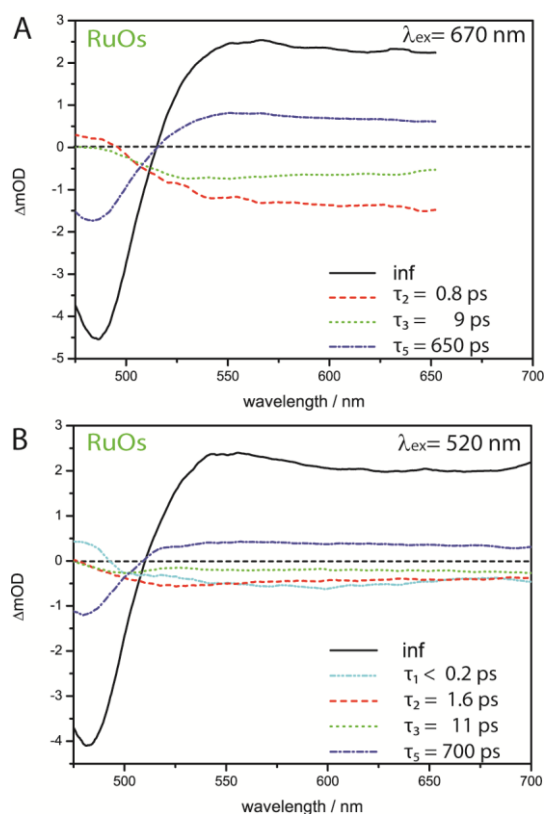 A
RuOs
λex= 670 nm
3
2
1
0
-1
-2
-3
-4
-5
ΔmOD
inf
τ2 = 0.8 ps
τ3 = 9 ps
τ5 = 650 ps
500
550
600
650
700
wavelength / nm
B
RuOs
λex= 520 nm
3
2
1
0
-1
-2
-3
-4
ΔmOD
inf
τ1 < 0.2 ps
τ2 = 1.6 ps
τ3 = 11 ps
τ5 = 700 ps
500
550
600
650
700
wavelength / nm